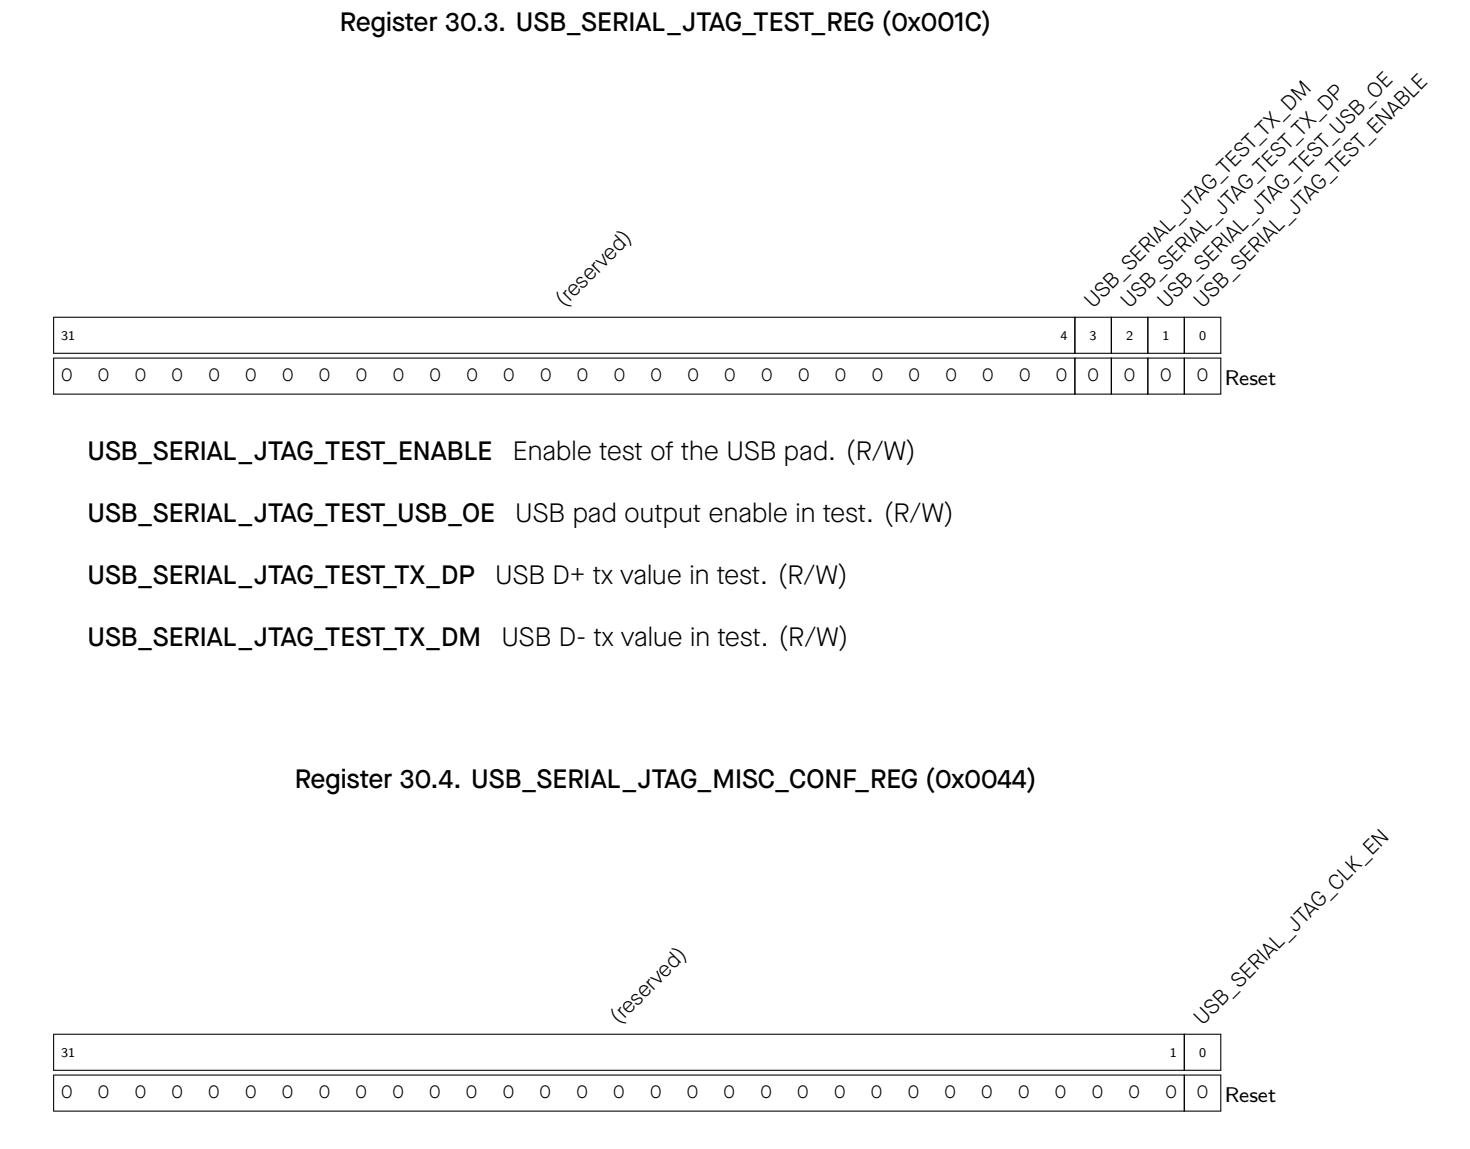 Register 30.3. USB_SERIAL_JTAG_TEST_REG (0x001C)
(reserved)
USB_SERIAL_JTAG_TEST_TX_DM
USB_SERIAL_JTAG_TEST_TX_DP
USB_SERIAL_JTAG_TEST_USB_OE
USB_SERIAL_JTAG_TEST_ENABLE
31 4 3 2 1 0
0 0 0 0 0 0 0 0 0 0 0 0 0 0 0 0 0 0 0 0 0 0 0 0 0 0 0 0 0 0 0 0 Reset
USB_SERIAL_JTAG_TEST_ENABLE Enable test of the USB pad. (R/W)
USB_SERIAL_JTAG_TEST_USB_OE USB pad output enable in test. (R/W)
USB_SERIAL_JTAG_TEST_TX_DP USB D+ tx value in test. (R/W)
USB_SERIAL_JTAG_TEST_TX_DM USB D- tx value in test. (R/W)
Register 30.4. USB_SERIAL_JTAG_MISC_CONF_REG (0x0044)
(reserved)
USB_SERIAL_JTAG_CLK_EN
31 1 0
0 0 0 0 0 0 0 0 0 0 0 0 0 0 0 0 0 0 0 0 0 0 0 0 0 0 0 0 0 0 0 0 Reset